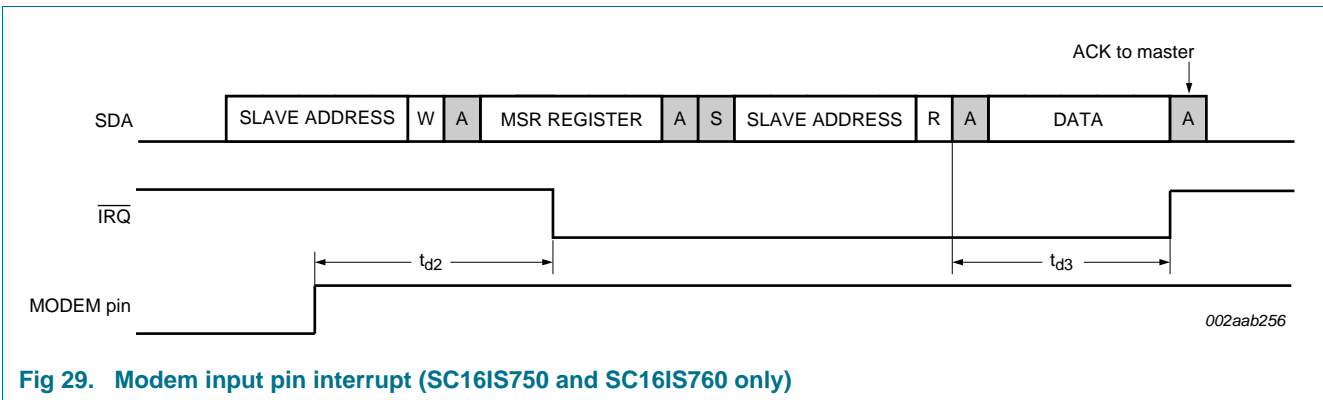 ACK to master
SDA SLAVE ADDRESS W A MSR REGISTER A S SLAVE ADDRESS R A DATA A
IRQ
td2 td3
MODEM pin
002aab256
Fig 29. Modem input pin interrupt (SC16IS750 and SC16IS760 only)